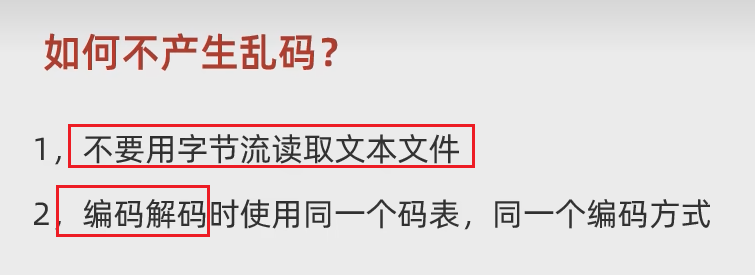 如何不产生乱码？
1，不要用字节流读取文本文件
2，编码解码时使用同一个码表，同一个编码方式